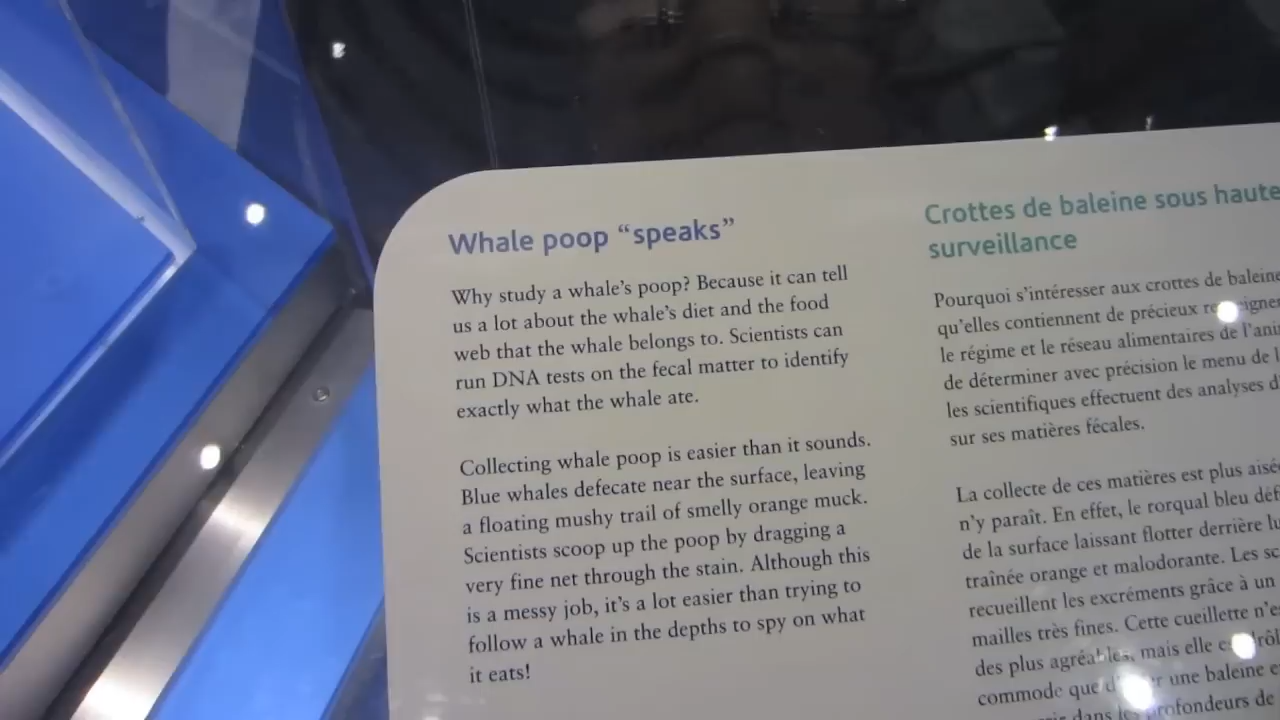 Whale poop “speaks”
Why study a whale’s poop? Because it can tell
us a lot about the whale’s diet and the food
web that the whale belongs to. Scientists can
run DNA tests on the fecal matter to identify
exactly what the whale ate.
Collecting whale poop is easier than it sounds.
Blue whales defecate near the surface, leaving
a floating mushy trail of smelly orange muck.
Scientists scoop up the poop by dragging a
very fine net through the stain. Although this
is a messy job, it’s a lot easier than trying to
follow a whale in the depths to spy on what
it eats!
Crottes de baleine sous haute
surveillance
Pourquoi s’intéresser aux crottes de baleine
qu’elles contiennent de précieux
le régime et le réseau alimentaires de
de déterminer avec précision le menu de
les scientifiques effectuent des analyses
sur ses matières fécales.
La collecte de ces matières est plus
n’y paraît. En effet, le rorqual bleu
de la surface laissant flotter derrière
traînée orange et malodorante. Les
recueillent les excréments grâce à un
mailles très fines. Cette cueillette
des plus agréables, mais elle
commode que une baleine
dans profondeurs de